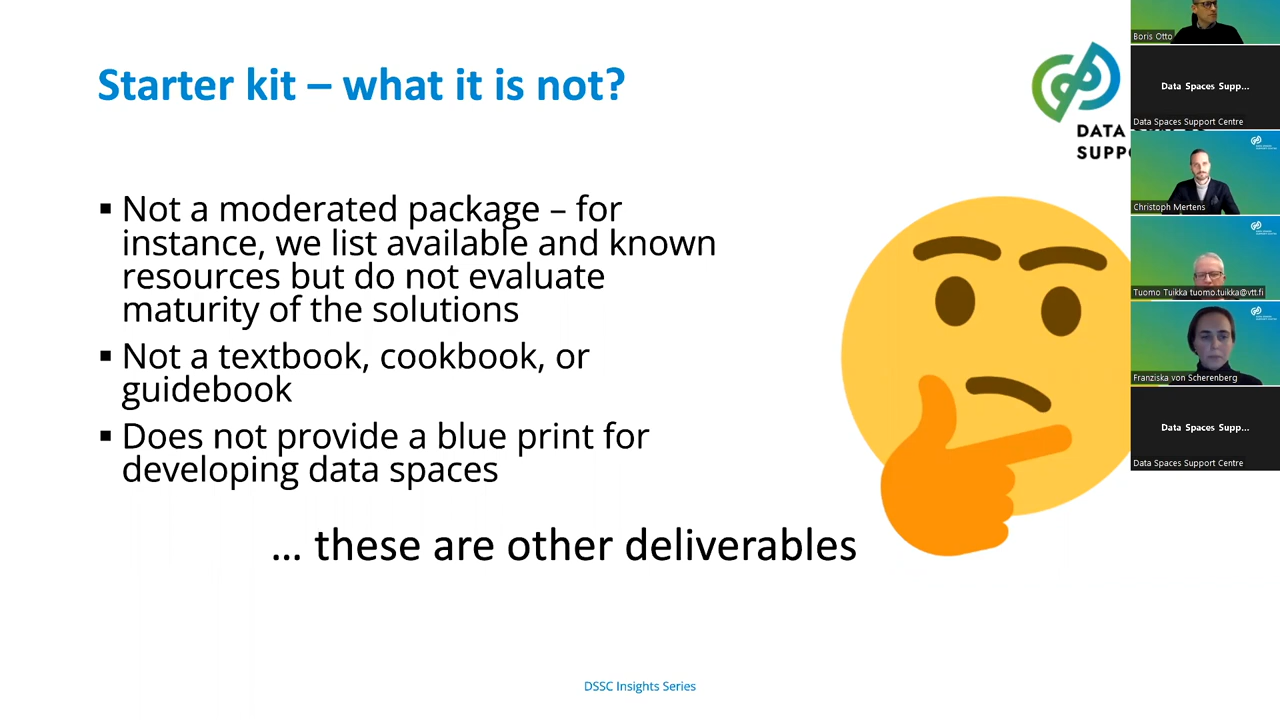 Starter kit – what it is not?
▪ Not a moderated package – for
instance, we list available and known
resources but do not evaluate
maturity of the solutions
▪ Not a textbook, cookbook, or
guidebook
▪ Does not provide a blue print for
developing data spaces
... these are other deliverables
DSSC Insights Series
DATA
SUPP
Boris Otto
Data Spaces Supp...
Data Spaces Support Centre
Christoph Mertens
Tuomo Tuikka tuomo.tuikka@vtt.fi
Franziska von Scherenberg
Data Spaces Supp...
Data Spaces Support Centre